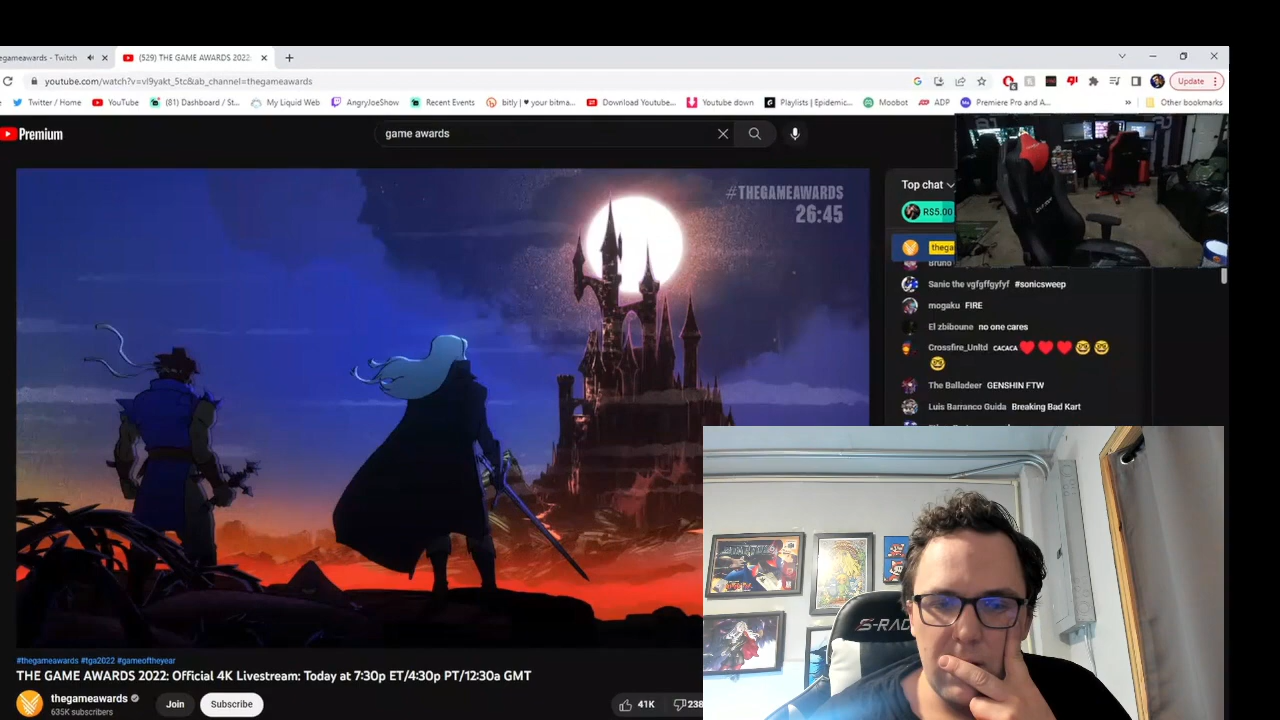 egameawards - Twitch
(529) THE GAME AWARDS 2022:
youtube.com/watch?v=vl9yakt_5tc&ab_channel=thegameawards
Update
Twitter / Home
YouTube
(81) Dashboard / St...
My Liquid Web
AngryJoeShow
Recent Events
bitly | ♥ your bitma...
Download Youtube...
Youtube down
Playlists | Epidemic...
Moobot
ADP
Premiere Pro and A...
Other bookmarks
Premium
game awards
#THEGAMEAWARDS
26:45
Top chat
R$5.00
thega
Bruno
Sanic the vgfgffgyfyf #sonicsweep
mogaku FIRE
El zbiboune no one cares
Crossfire_Unltd CACACA❤❤❤🤓🤓
🤓
The Balladeer GENSHIN FTW
Luis Barranco Guida Breaking Bad Kart
S-RAC
#thegameawards #tga2022 #gameoftheyear
THE GAME AWARDS 2022: Official 4K Livestream: Today at 7:30p ET/4:30p PT/12:30a GMT
thegameawards
635K subscribers
Join
Subscribe
41K
238